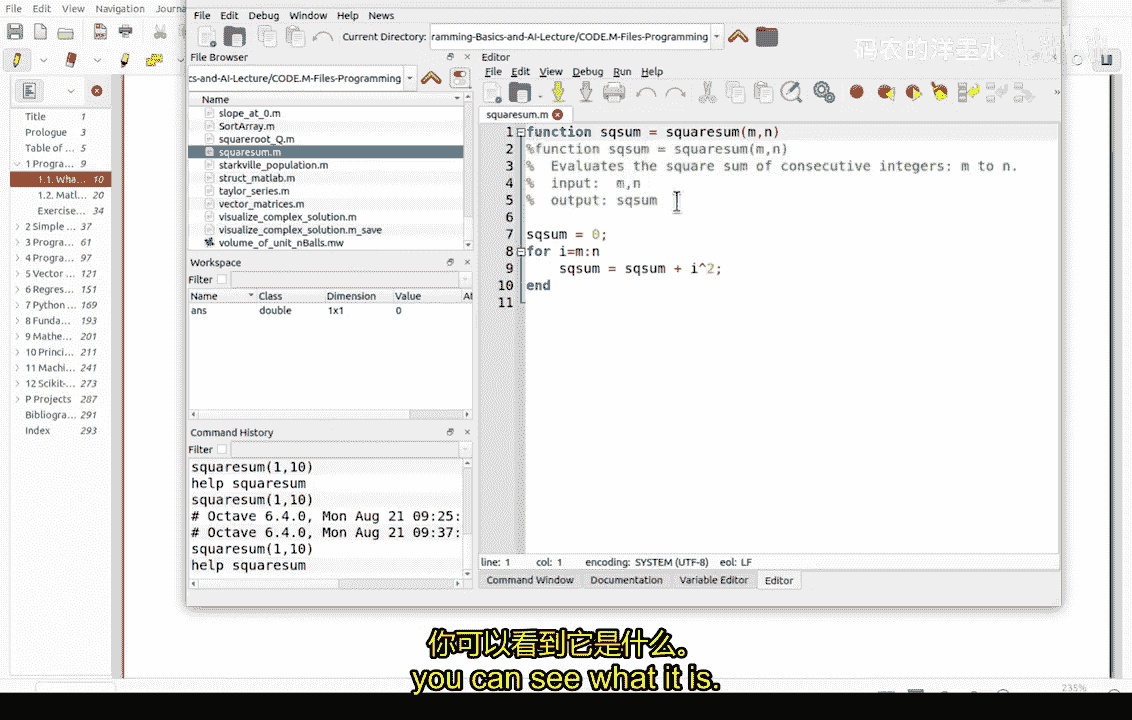 File Edit View Navigation Journa
File Edit Debug Window Help News
Current Directory: ramming-Basics-and-AI-Lecture/CODE.M-Files-Programming
码农的洋墨水
File Browser
cs-and-AI-Lecture/CODE.M-Files-Programming
Name
slope_at_0.m
SortArray.m
squareroot_Q.m
squaresum.m
starkville_population.m
struct_matlab.m
taylor_series.m
vector_matrices.m
visualize_complex_solution.m
visualize_complex_solution.m_save
volume_of_unit_nBalls.mw
Workspace
Filter
Name Class Dimension Value At
ans double 1x1 0
Command History
Filter
squaresum(1,10)
help squaresum
squaresum(1,10)
# Octave 6.4.0, Mon Aug 21 09:25:
# Octave 6.4.0, Mon Aug 21 09:37:
squaresum(1,10)
help squaresum
Title 1
Prologue 3
Table of ... 5
1 Progra... 9
1.1. Wha... 10
1.2. Matl... 20
Exercise... 34
2 Simple ... 37
3 Progra... 61
4 Progra... 97
5 Vector ... 121
6 Regres... 151
7 Python ... 169
8 Funda... 193
9 Mathe... 201
10 Princi... 211
11 Machi... 241
12 Scikit-... 273
P Projects 287
Bibliogra... 291
Index 293
Editor
File Edit View Debug Run Help
squaresum.m
1 function sqsum = squaresum(m,n)
2 %function sqsum = squaresum(m,n)
3 % Evaluates the square sum of consecutive integers: m to n.
4 % input: m,n
5 % output: sqsum
6
7 sqsum = 0;
8 for i=m:n
9 sqsum = sqsum + i^2;
10 end
11
line: 1 col: 1 encoding: SYSTEM (UTF-8) eol: LF
Command Window Documentation Variable Editor Editor
你可以看到它是什么。
you can see what it is.
235%